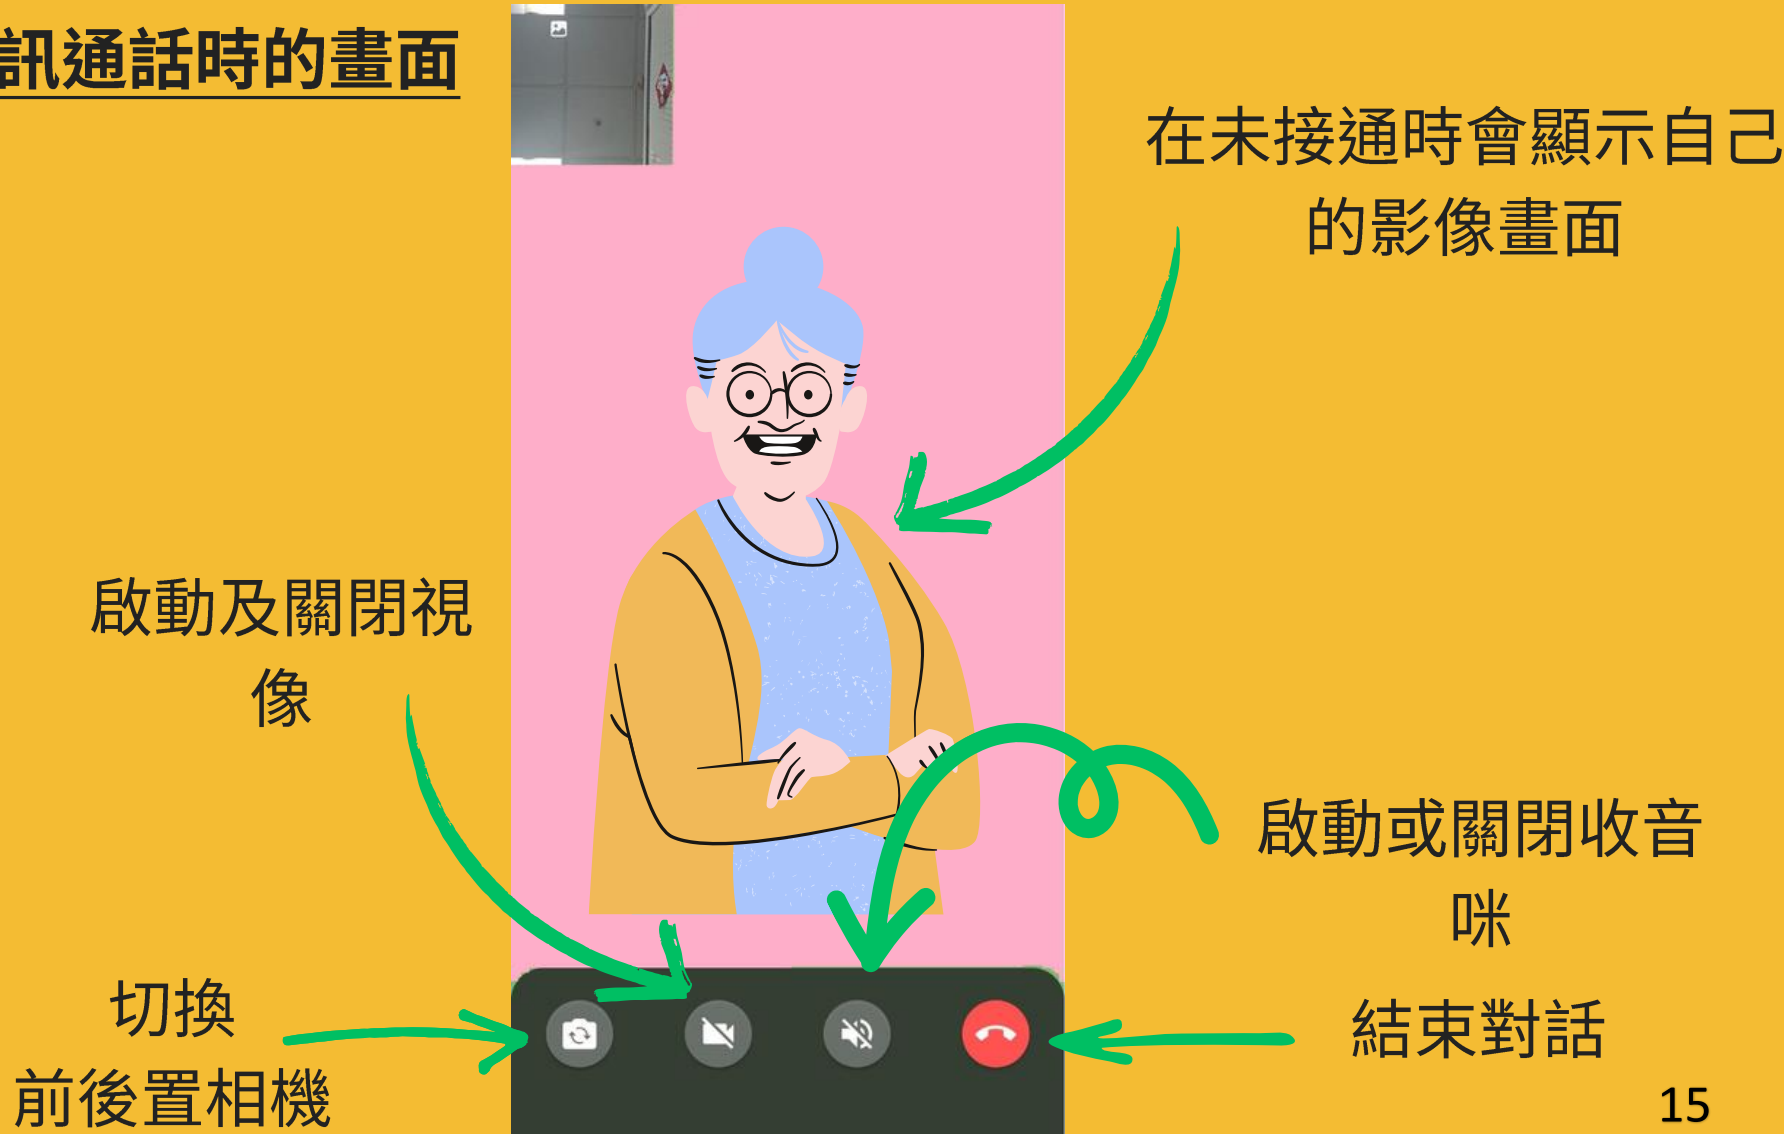 訊通話時的畫面
在未接通時會顯示自己
的影像畫面
啟動及關閉視
像
啟動或關閉收音
咪
切換
前後置相機
結束對話
15